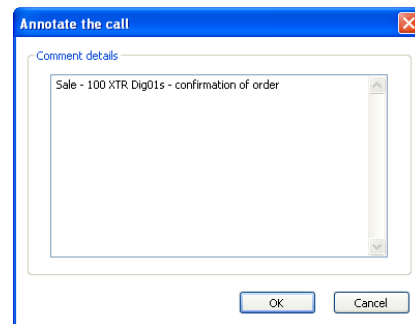 Annotate the call
Comment details
Sale - 100 XTR Dig01s - confirmation of order
OK
Cancel